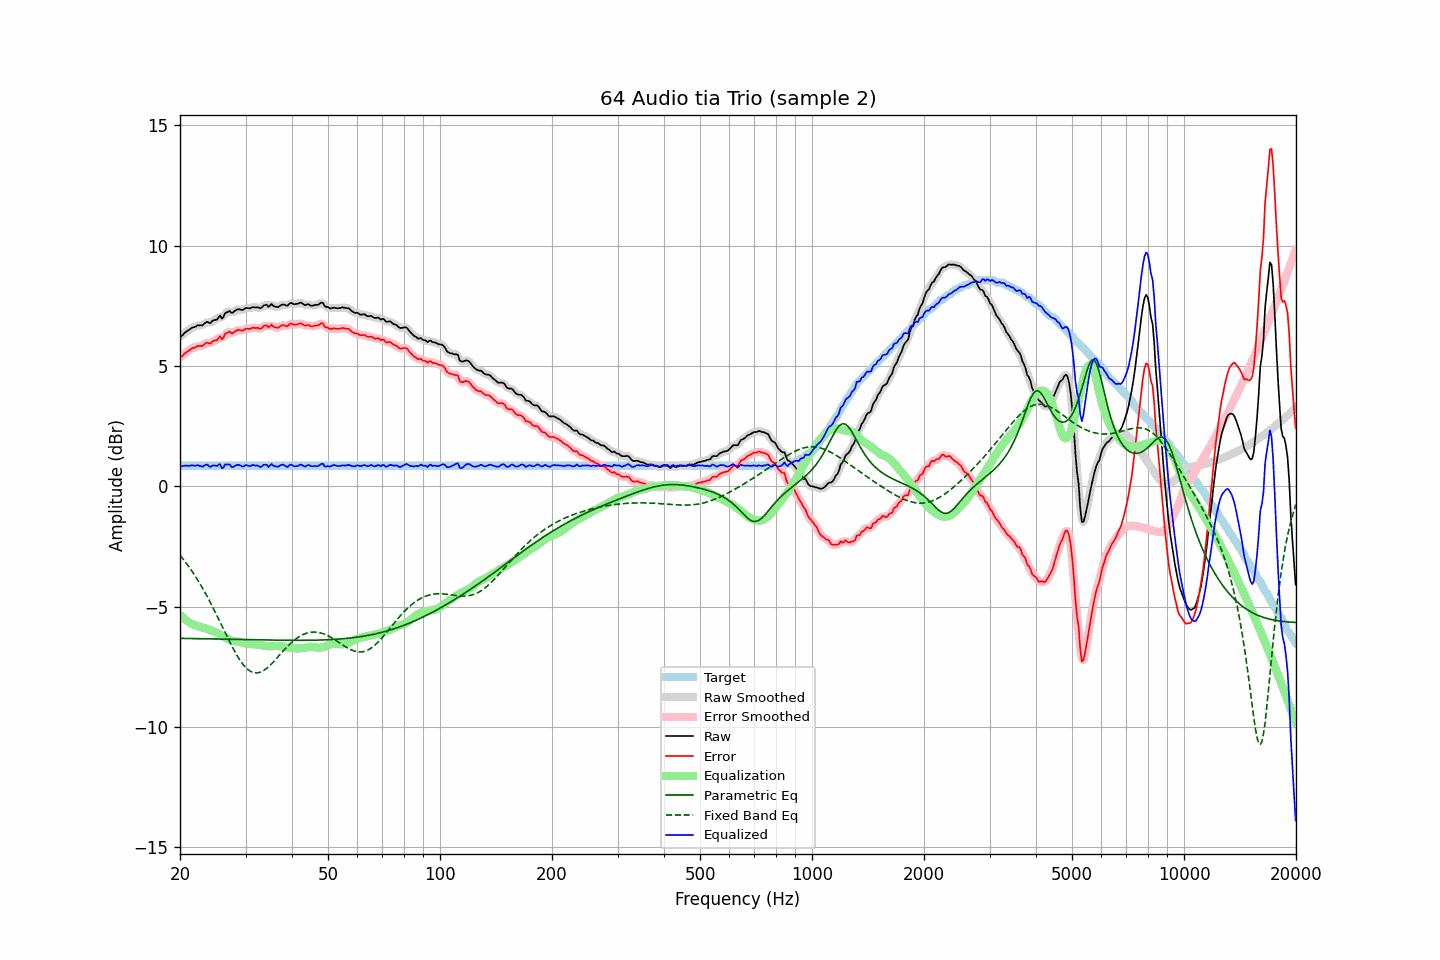 64 Audio tia Trio (sample 2)
15
10
5
0
−5
−10
−15
Amplitude (dBr)
20
50
100
200
500
1000
2000
5000
10000
20000
Frequency (Hz)
Target
Raw Smoothed
Error Smoothed
Raw
Error
Equalization
Parametric Eq
Fixed Band Eq
Equalized